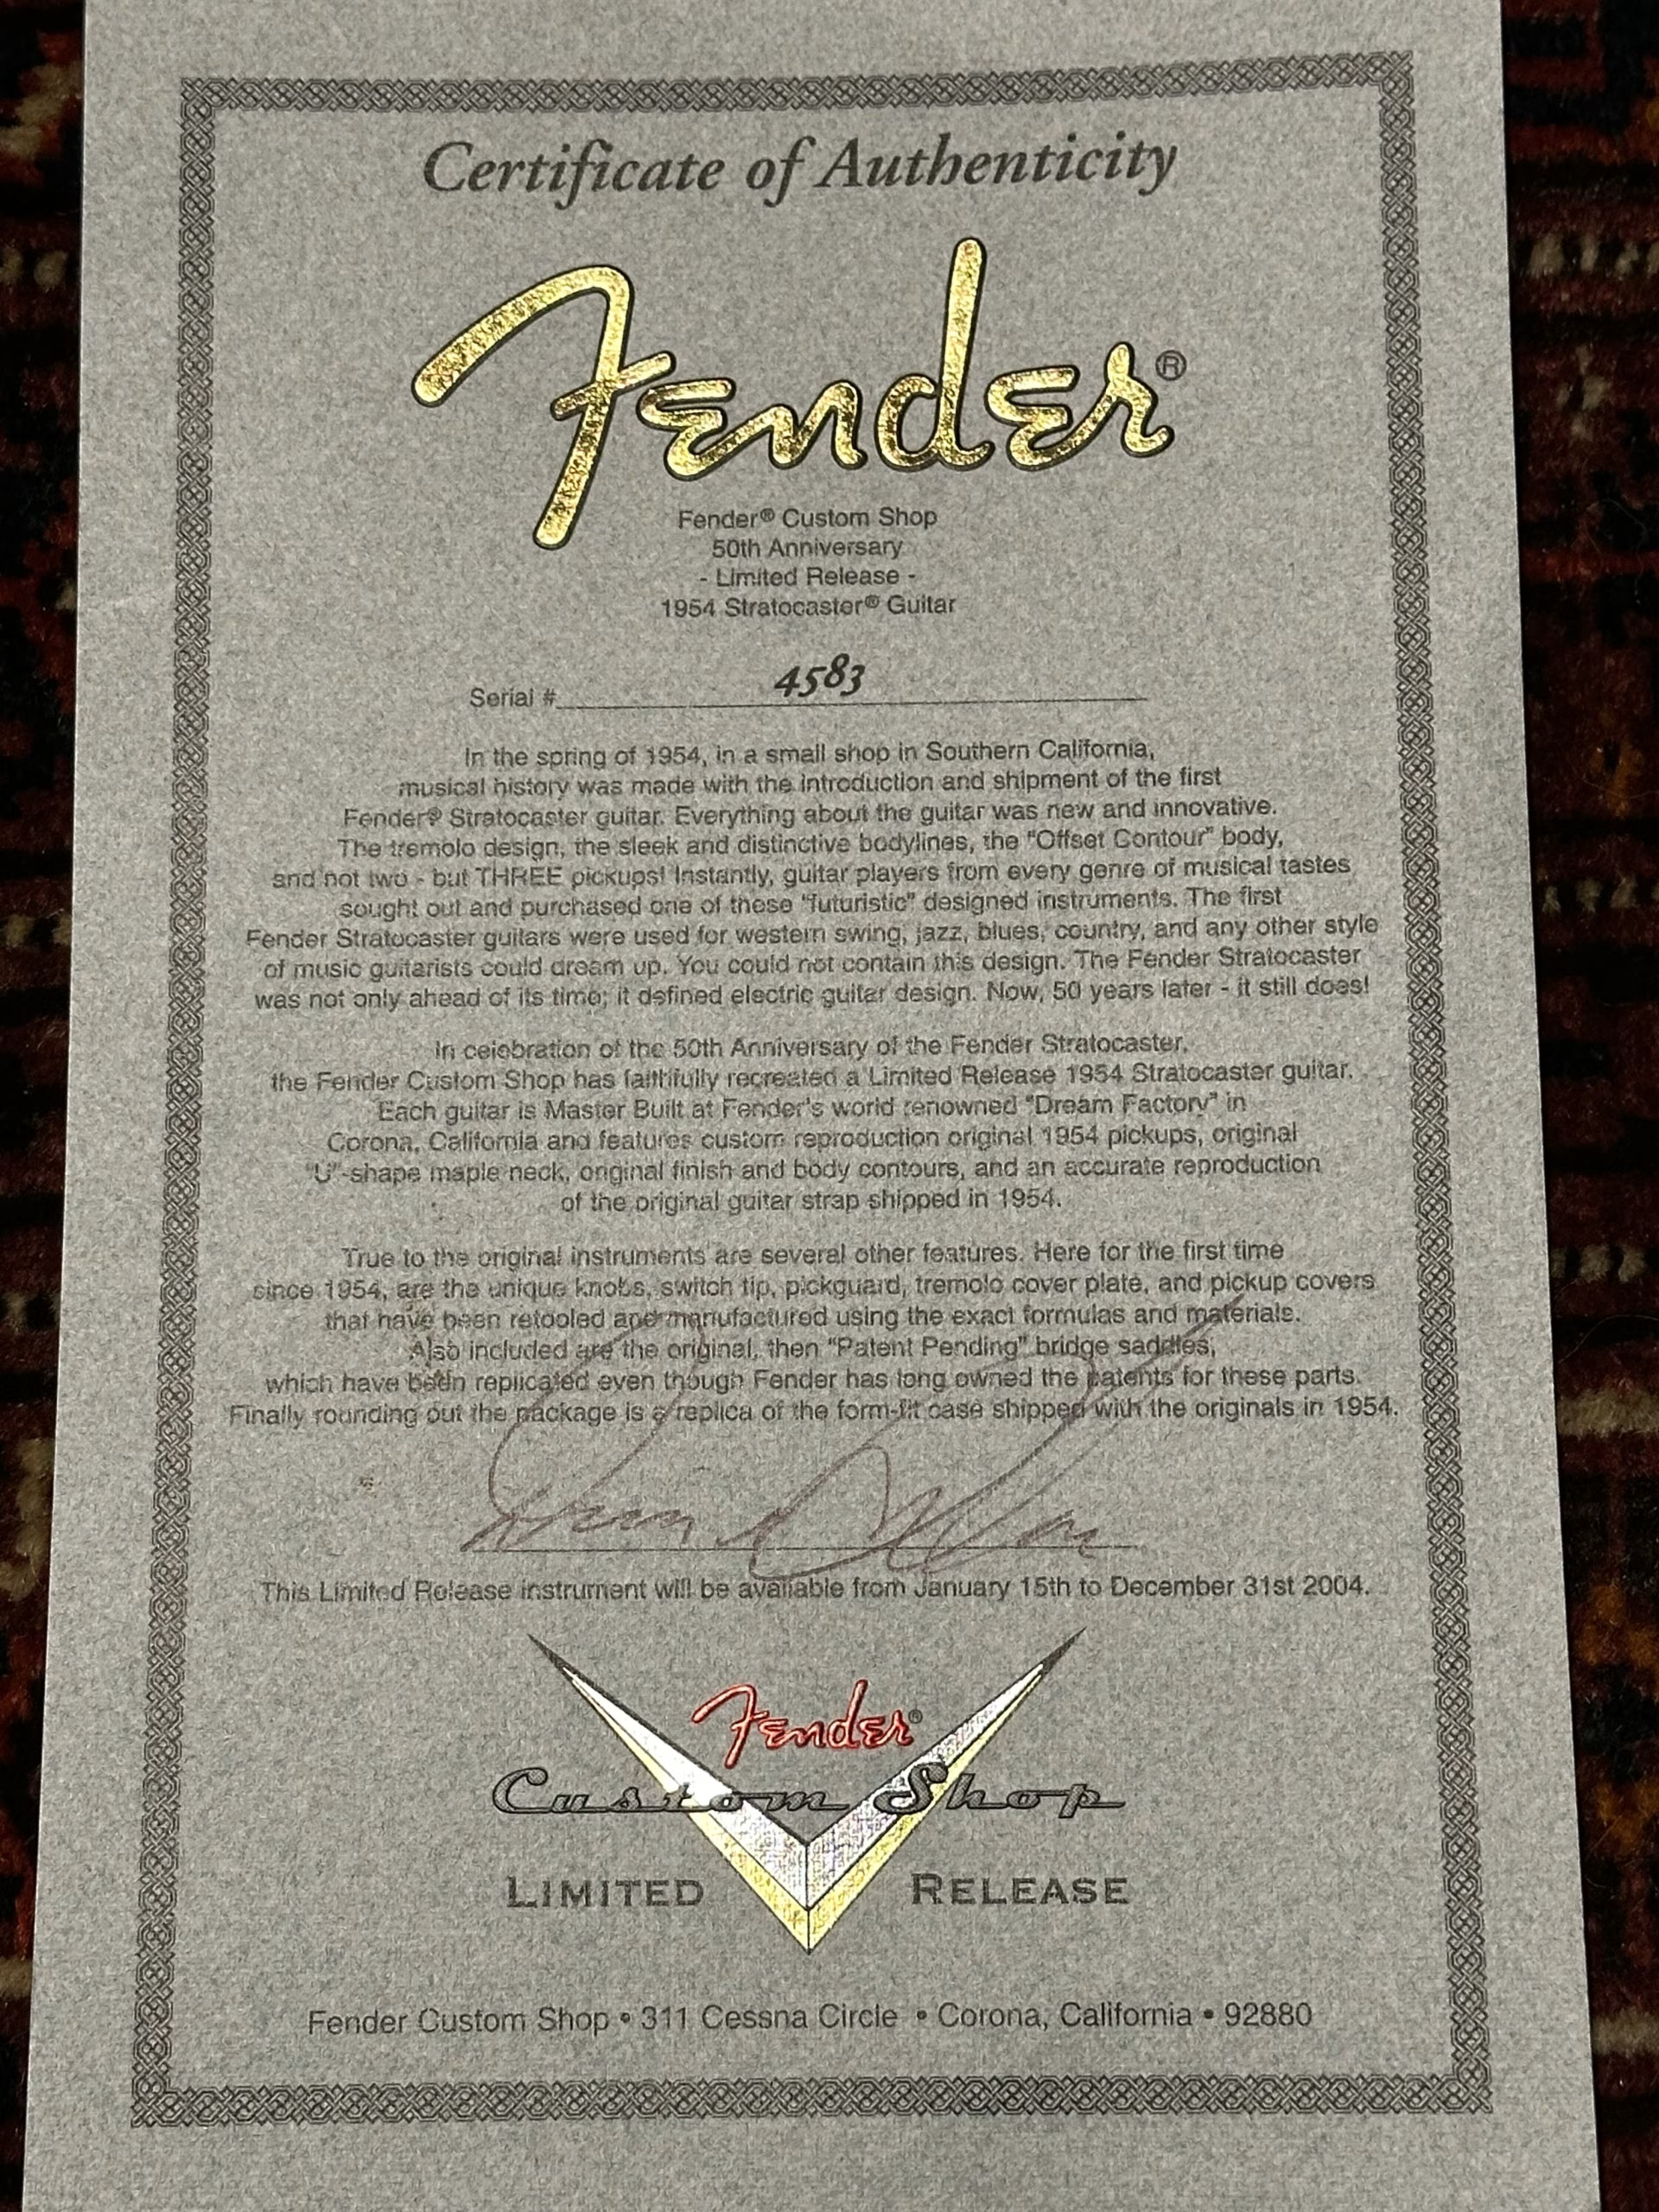 Certificate of Authenticity
Fender®
Fender® Custom Shop
50th Anniversary
- Limited Release -
1954 Stratocaster® Guitar
Serial # 4583
In the spring of 1954, in a small shop in Southern California,
musical history was made with the introduction and shipment of the first
Fender® Stratocaster guitar. Everything about the guitar was new and innovative.
The tremolo design, the sleek and distinctive bodylines, the "Offset Contour" body,
and not two - but THREE pickups! Instantly, guitar players from every genre of musical tastes
sought out and purchased one of these "futuristic" designed instruments. The first
Fender Stratocaster guitars were used for western swing, jazz, blues, country, and any other style
of music guitarists could dream up. You could not contain this design. The Fender Stratocaster
was not only ahead of its time; it defined electric guitar design. Now, 50 years later - it still does!
In celebration of the 50th Anniversary of the Fender Stratocaster,
the Fender Custom Shop has faithfully recreated a Limited Release 1954 Stratocaster guitar.
Each guitar is Master Built at Fender's world renowned "Dream Factory" in
Corona, California and features custom reproduction original 1954 pickups, original
"U"-shape maple neck, original finish and body contours, and an accurate reproduction
of the original guitar strap shipped in 1954.
True to the original instruments are several other features. Here for the first time
since 1954, are the unique knobs, switch tip, pickguard, tremolo cover plate, and pickup covers
that have been retooled and manufactured using the exact formulas and materials.
Also included are the original, then "Patent Pending" bridge saddles,
which have been replicated even though Fender has long owned the patents for these parts.
Finally rounding out the package is a replica of the form-fit case shipped with the originals in 1954.
This Limited Release instrument will be available from January 15th to December 31st 2004.
Fender®
Custom Shop
LIMITED RELEASE
Fender Custom Shop • 311 Cessna Circle • Corona, California • 92880